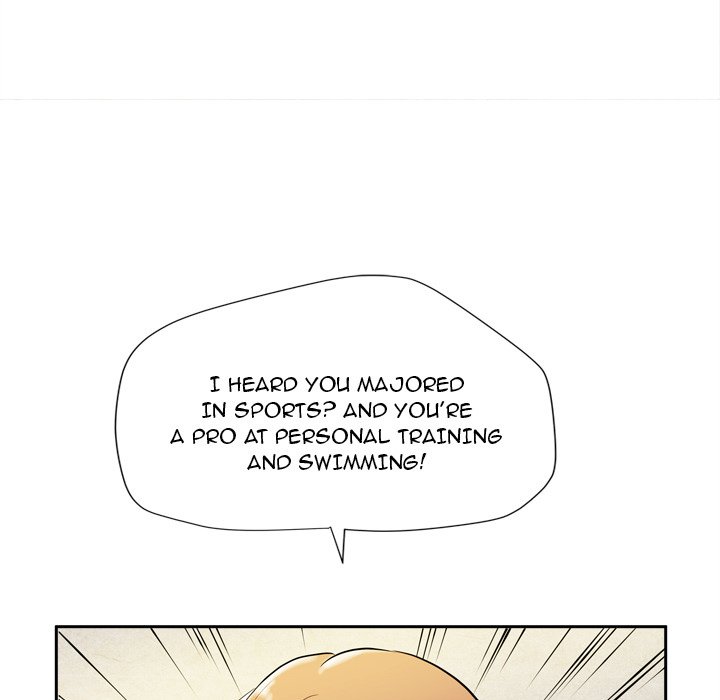 I HEARD YOU MAJORED
IN SPORTS? AND YOU'RE
A PRO AT PERSONAL TRAINING
AND SWIMMING!